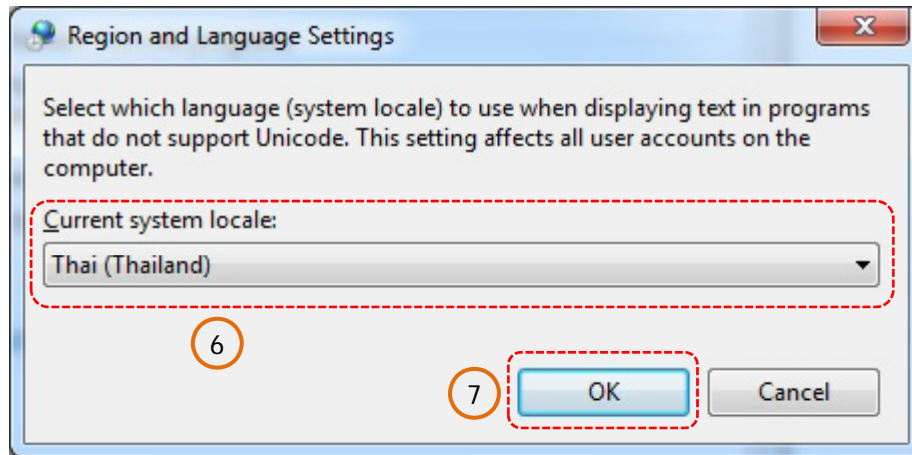 Region and Language Settings
Select which language (system locale) to use when displaying text in programs
that do not support Unicode. This setting affects all user accounts on the
computer.
Current system locale:
Thai (Thailand)
6
7 OK Cancel